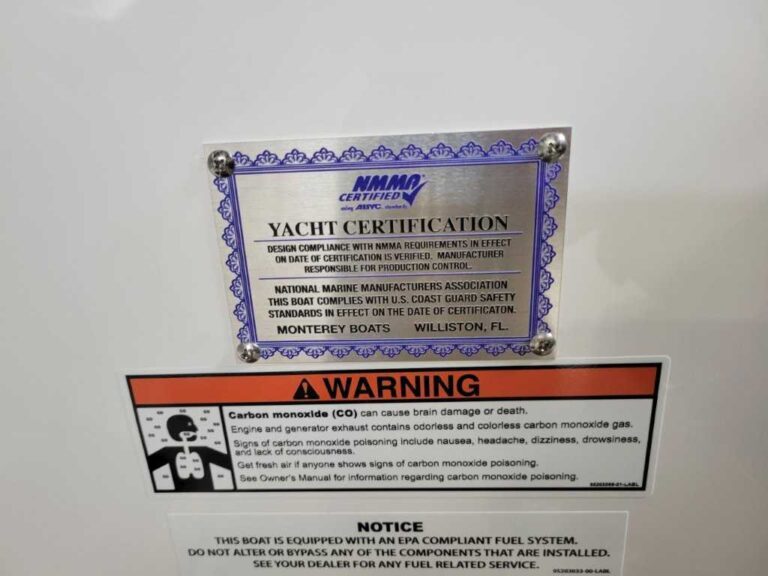 NMMA
CERTIFIED
using ABYC standards
YACHT CERTIFICATION
DESIGN COMPLIANCE WITH NMMA REQUIREMENTS IN EFFECT
ON DATE OF CERTIFICATION IS VERIFIED. MANUFACTURER
RESPONSIBLE FOR PRODUCTION CONTROL.
NATIONAL MARINE MANUFACTURERS ASSOCIATION
THIS BOAT COMPLIES WITH U.S. COAST GUARD SAFETY
STANDARDS IN EFFECT ON THE DATE OF CERTIFICATON.
MONTEREY BOATS WILLISTON, FL.
WARNING
Carbon monoxide (CO) can cause brain damage or death.
Engine and generator exhaust contains odorless and colorless carbon monoxide gas.
Signs of carbon monoxide poisoning include nausea, headache, dizziness, drowsiness,
and lack of consciousness.
Get fresh air if anyone shows signs of carbon monoxide poisoning.
See Owner's Manual for information regarding carbon monoxide poisoning.
NOTICE
THIS BOAT IS EQUIPPED WITH AN EPA COMPLIANT FUEL SYSTEM.
DO NOT ALTER OR BYPASS ANY OF THE COMPONENTS THAT ARE INSTALLED.
SEE YOUR DEALER FOR ANY FUEL RELATED SERVICE.